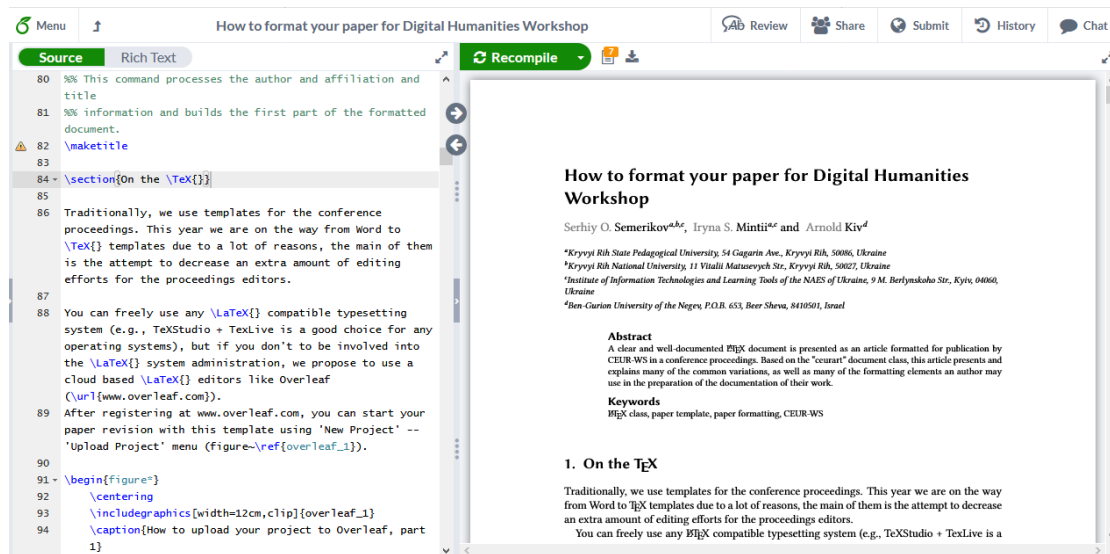 Menu
How to format your paper for Digital Humanities Workshop
Review
Share
Submit
History
Chat
Source
Rich Text
Recompile
7
80 %% This command processes the author and affiliation and
title
81 %% information and builds the first part of the formatted
document.
82 \maketitle
83
84 \section{On the \TeX{}}
85
86 Traditionally, we use templates for the conference
proceedings. This year we are on the way from Word to
\TeX{} templates due to a lot of reasons, the main of them
is the attempt to decrease an extra amount of editing
efforts for the proceedings editors.
87
88 You can freely use any \LaTeX{} compatible typesetting
system (e.g., TeXStudio + TexLive is a good choice for any
operating systems), but if you don't to be involved into
the \LaTeX{} system administration, we propose to use a
cloud based \LaTeX{} editors like Overleaf
(\url{www.overleaf.com}).
89 After registering at www.overleaf.com, you can start your
paper revision with this template using 'New Project' --
'Upload Project' menu (figure~\ref{overleaf_1}).
90
91 \begin{figure*}
92 \centering
93 \includegraphics[width=12cm,clip]{overleaf_1}
94 \caption{How to upload your project to Overleaf, part
1}
How to format your paper for Digital Humanities
Workshop
Serhiy O. Semerikov a,b,c, Iryna S. Mintii a,c and Arnold Kiv d
a Kryvyi Rih State Pedagogical University, 54 Gagarin Ave., Kryvyi Rih, 50086, Ukraine
b Kryvyi Rih National University, 11 Vitalii Matusevych Str., Kryvyi Rih, 50027, Ukraine
c Institute of Information Technologies and Learning Tools of the NAES of Ukraine, 9 M. Berlynskoho Str., Kyiv, 04060,
Ukraine
d Ben-Gurion University of the Negev, P.O.B. 653, Beer Sheva, 8410501, Israel
Abstract
A clear and well-documented LaTeX document is presented as an article formatted for publication by
CEUR-WS in a conference proceedings. Based on the "ceurart" document class, this article presents and
explains many of the common variations, as well as many of the formatting elements an author may
use in the preparation of the documentation of their work.
Keywords
LaTeX class, paper template, paper formatting, CEUR-WS
1. On the TeX
Traditionally, we use templates for the conference proceedings. This year we are on the way
from Word to TeX templates due to a lot of reasons, the main of them is the attempt to decrease
an extra amount of editing efforts for the proceedings editors.
You can freely use any LaTeX compatible typesetting system (e.g., TeXStudio + TexLive is a